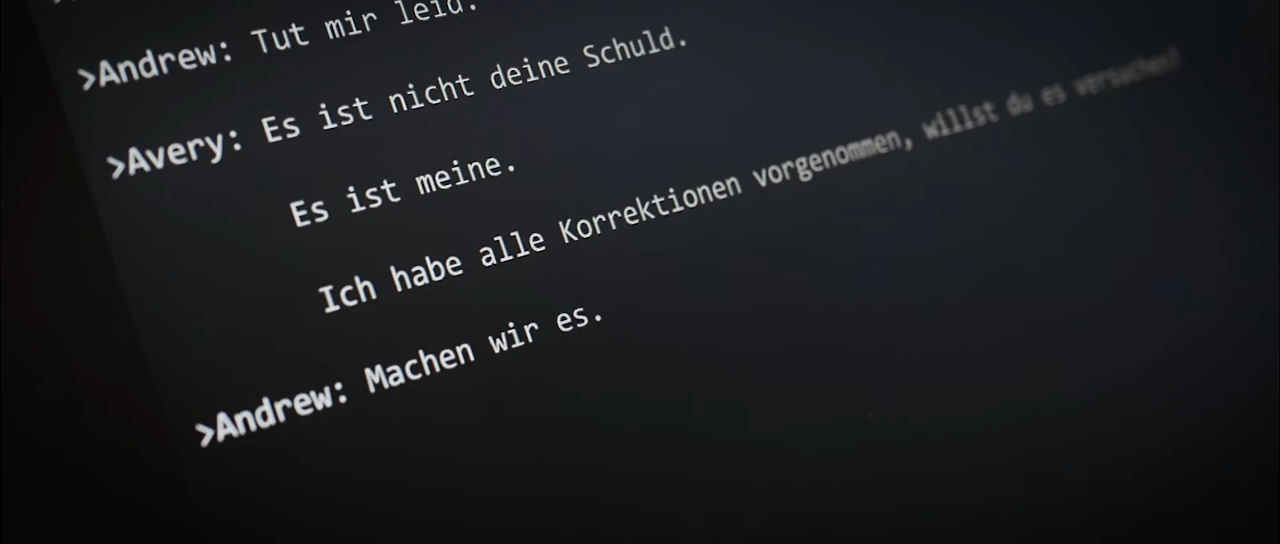 >Andrew: Tut mir leid.
>Avery: Es ist nicht deine Schuld.
Es ist meine.
Ich habe alle Korrektionen vorgenommen, willst du es versuchen?
>Andrew: Machen wir es.